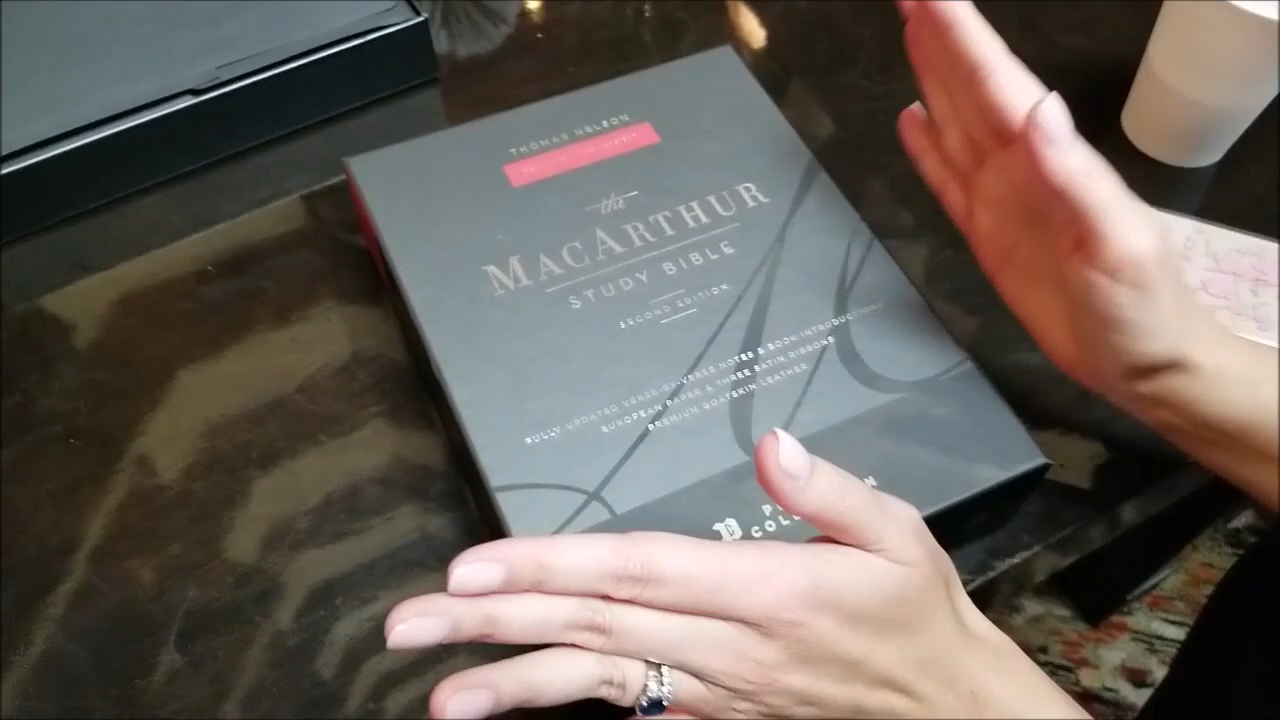 THOMAS NELSON
the
MACARTHUR
STUDY BIBLE
SECOND EDITION
FULLY UPDATED VERSE-BY-VERSE NOTES & BOOK INTRODUCTIONS
EUROPEAN PAPER & THREE SATIN RIBBONS
PREMIUM GOATSKIN LEATHER